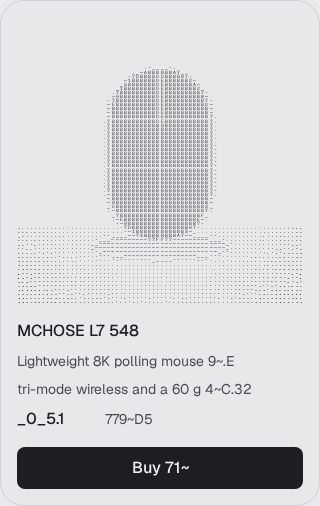 MCHOSE L7 548
Lightweight 8K polling mouse 9~.E
tri-mode wireless and a 60 g 4~C.32
_0_5.1 779~D5
Buy 71~